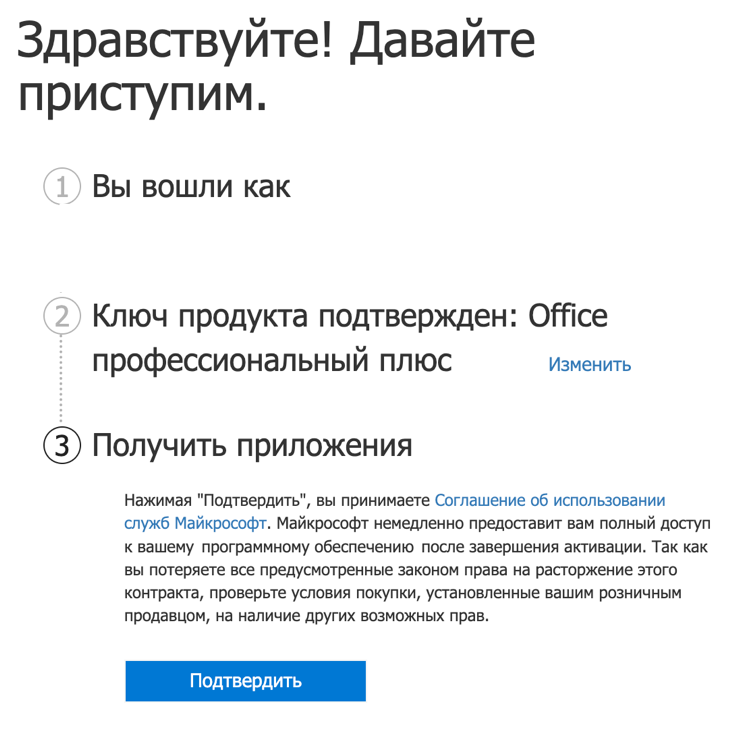 Здравствуйте! Давайте
приступим.
1 Вы вошли как
2 Ключ продукта подтвержден: Office
профессиональный плюс Изменить
3 Получить приложения
Нажимая "Подтвердить", вы принимаете Соглашение об использовании
служб Майкрософт. Майкрософт немедленно предоставит вам полный доступ
к вашему программному обеспечению после завершения активации. Так как
вы потеряете все предусмотренные законом права на расторжение этого
контракта, проверьте условия покупки, установленные вашим розничным
продавцом, на наличие других возможных прав.
Подтвердить